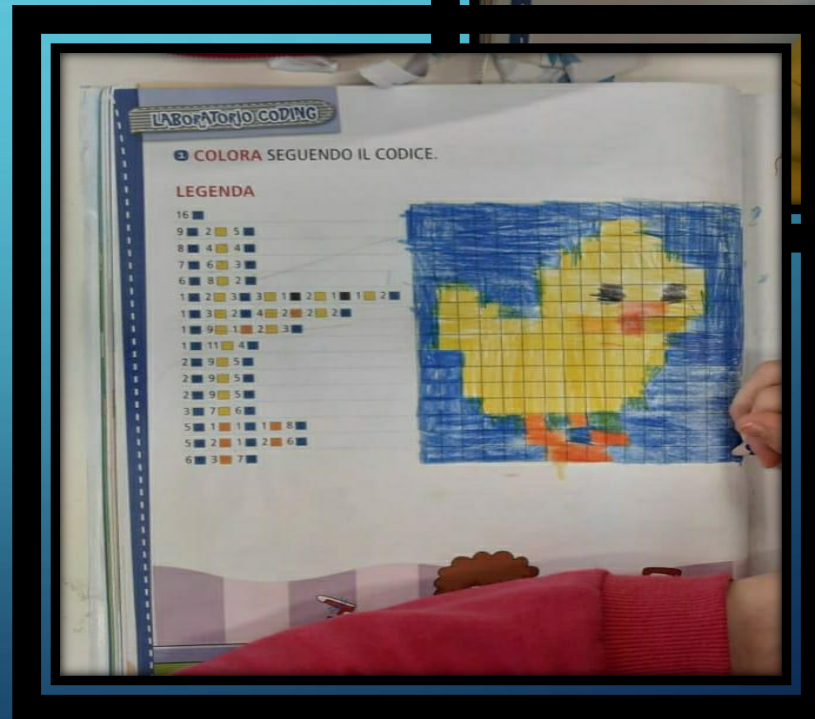 LABORATORIO CODING
COLORA SEGUENDO IL CODICE.
LEGENDA
16
9 2 5
8 4 4
7 6 3
6 8 2
1 2 3 3 1 2 1 1 2
1 3 2 4 2 2 2
1 9 1 2 3
1 11 4
2 9 5
2 9 5
2 9 5
3 7 6
5 1 1 1 8
5 2 1 2 6
6 3 7